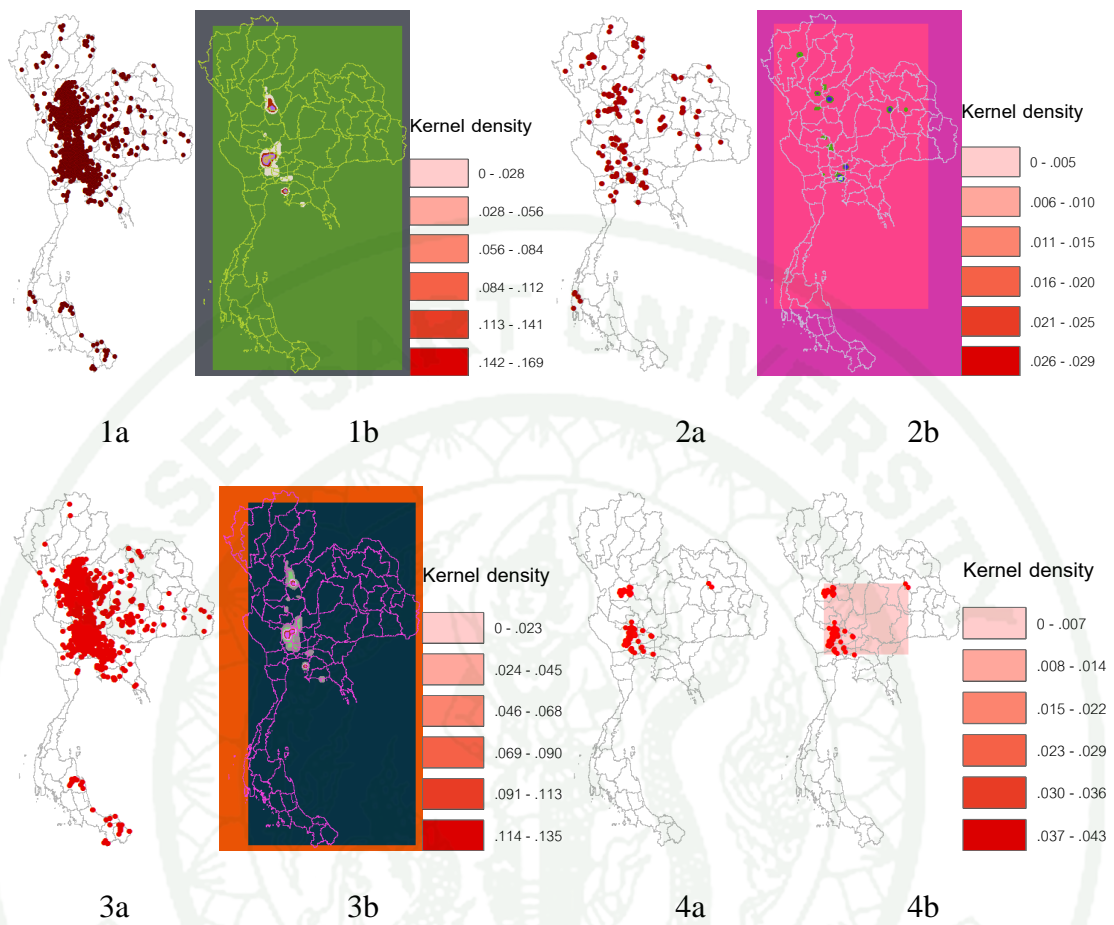 Kernel density
0 - .028
.028 - .056
.056 - .084
.084 - .112
.113 - .141
.142 - .169
Kernel density
0 - .005
.006 - .010
.011 - .015
.016 - .020
.021 - .025
.026 - .029
1a
1b
2a
2b
Kernel density
0 - .023
.024 - .045
.046 - .068
.069 - .090
.091 - .113
.114 - .135
Kernel density
0 - .007
.008 - .014
.015 - .022
.023 - .029
.030 - .036
.037 - .043
3a
3b
4a
4b
KASETSART UNIVERSITY